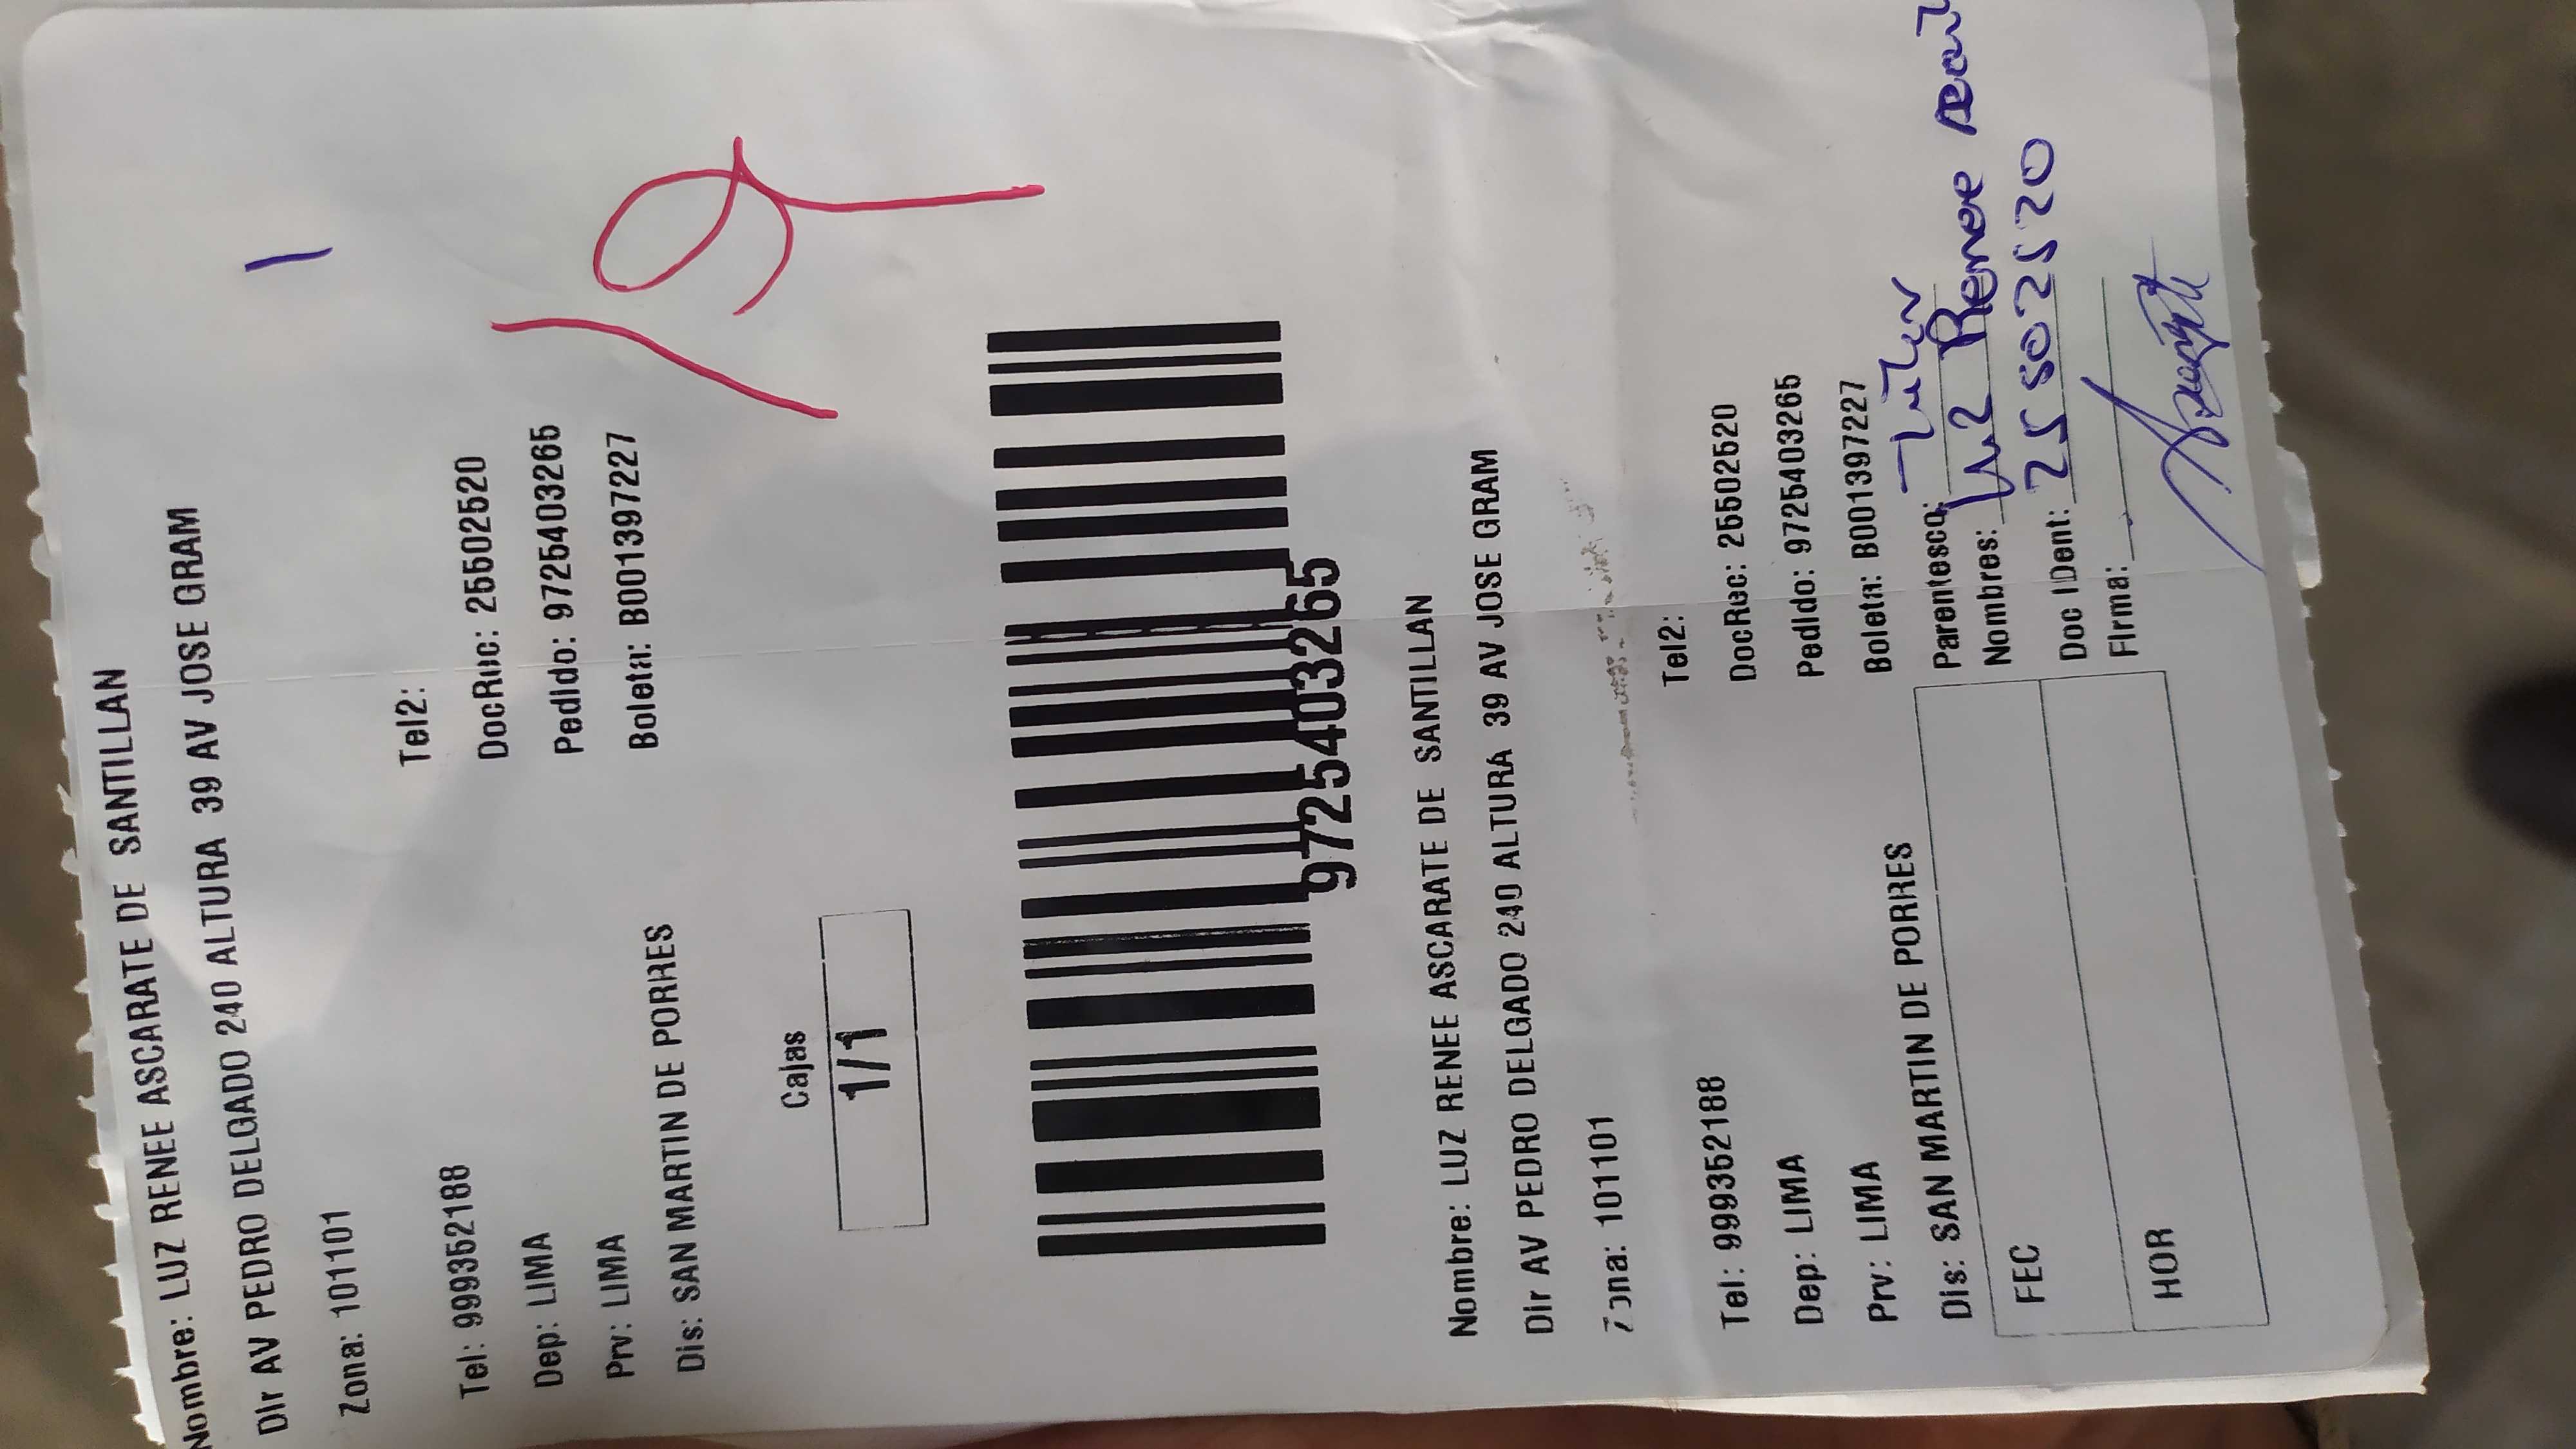 Nombre: LUZ RENEE ASCARATE DE SANTILLAN
Dir AV PEDRO DELGADO 240 ALTURA 39 AV JOSE GRAM
1
Zona: 101101
Tel: 999352188 Tel2:
Dep: LIMA DocRec: 25502520
Prv: LIMA Pedido: 9725403265
Dis: SAN MARTIN DE PORRES Boleta: B001397227
19
Cajas
1/1
9725403265
Nombre: LUZ RENEE ASCARATE DE SANTILLAN
Dir AV PEDRO DELGADO 240 ALTURA 39 AV JOSE GRAM
Zona: 101101
Tel: 999352188 Tel2:
Dep: LIMA DocRec: 25502520
Prv: LIMA Pedido: 9725403265
Dis: SAN MARTIN DE PORRES Boleta: B001397227
FEC
HOR
Parentesco:
Nombres: Luz Renee
Doc IDent: 25502520
Firma: